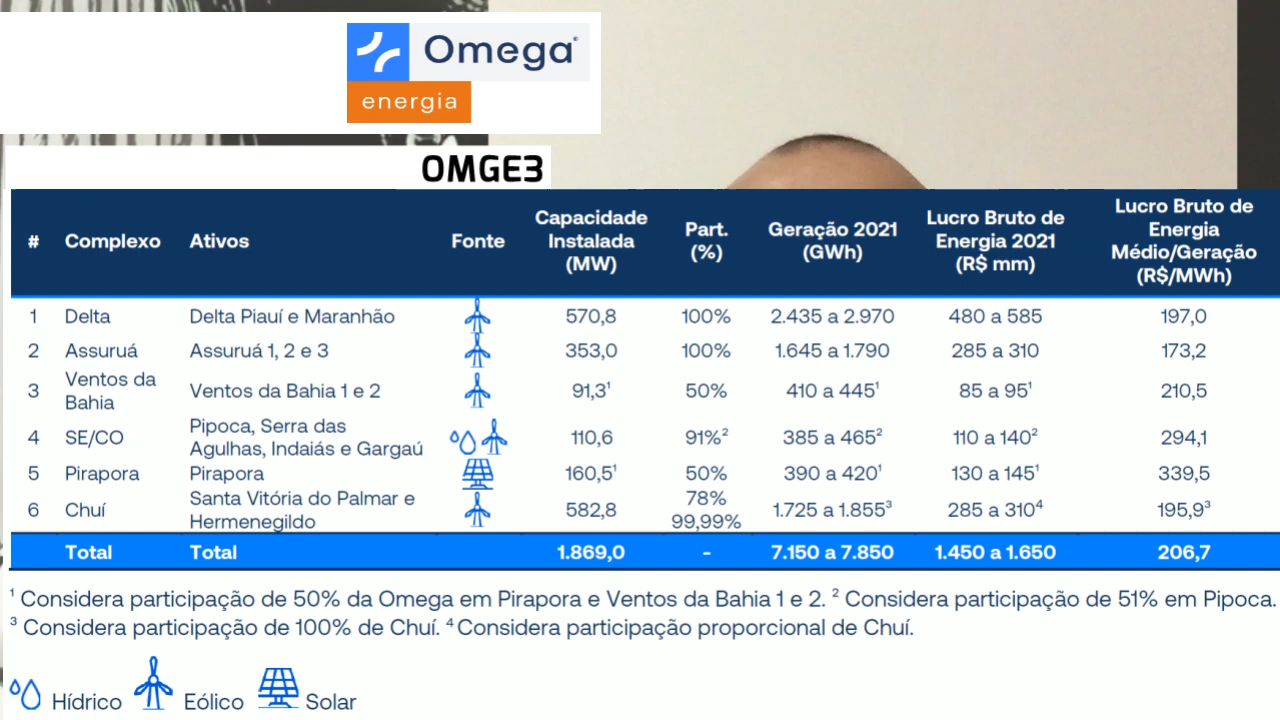 Omega
energia
OMGE3
# Complexo Ativos Fonte Capacidade Instalada (MW) Part. (%) Geração 2021 (GWh) Lucro Bruto de Energia 2021 (R$ mm) Lucro Bruto de Energia Médio/Geração (R$/MWh)
1 Delta Delta Piauí e Maranhão 570,8 100% 2.435 a 2.970 480 a 585 197,0
2 Assuruá Assuruá 1, 2 e 3 353,0 100% 1.645 a 1.790 285 a 310 173,2
3 Ventos da Bahia Ventos da Bahia 1 e 2 91,3¹ 50% 410 a 445¹ 85 a 95¹ 210,5
4 SE/CO Pipoca, Serra das Agulhas, Indaiás e Gargaú 110,6 91%² 385 a 465² 110 a 140² 294,1
5 Pirapora Pirapora 160,5¹ 50% 390 a 420¹ 130 a 145¹ 339,5
6 Chuí Santa Vitória do Palmar e Hermenegildo 582,8 78% 99,99% 1.725 a 1.855³ 285 a 310⁴ 195,9³
Total Total 1.869,0 - 7.150 a 7.850 1.450 a 1.650 206,7
¹ Considera participação de 50% da Omega em Pirapora e Ventos da Bahia 1 e 2. ² Considera participação de 51% em Pipoca.
³ Considera participação de 100% de Chuí. ⁴ Considera participação proporcional de Chuí.
Hídrico Eólico Solar